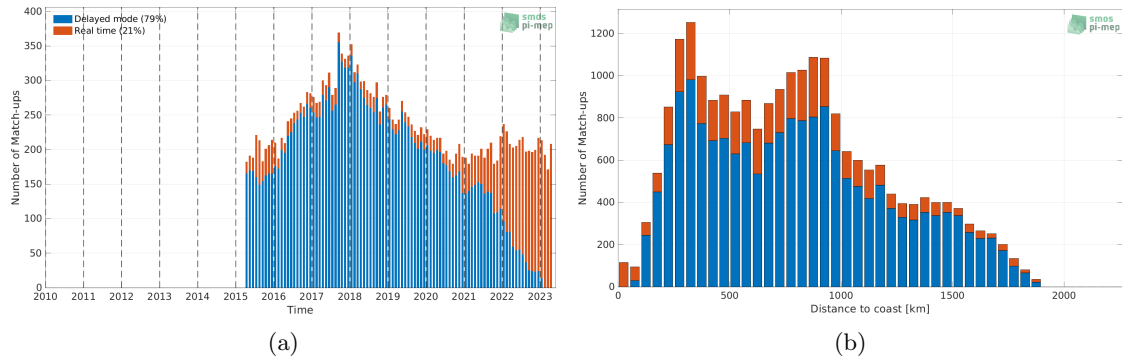 Delayed mode (79%)
Real time (21%)
smos
pi-mep
Number of Match-ups
400
350
300
250
200
150
100
50
0
2010 2011 2012 2013 2014 2015 2016 2017 2018 2019 2020 2021 2022 2023
Time
(a)
smos
pi-mep
Number of Match-ups
1200
1000
800
600
400
200
0
0 500 1000 1500 2000
Distance to coast [km]
(b)